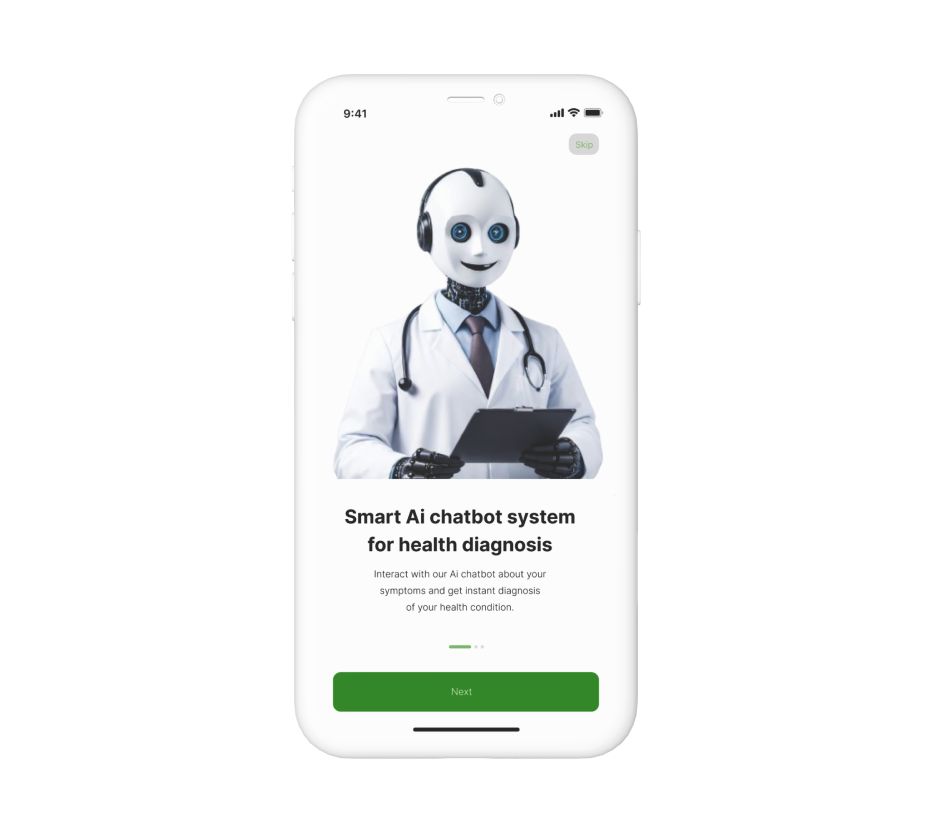 9:41
Skip
Smart Ai chatbot system
for health diagnosis
Interact with our Ai chatbot about your
symptoms and get instant diagnosis
of your health condition.
Next